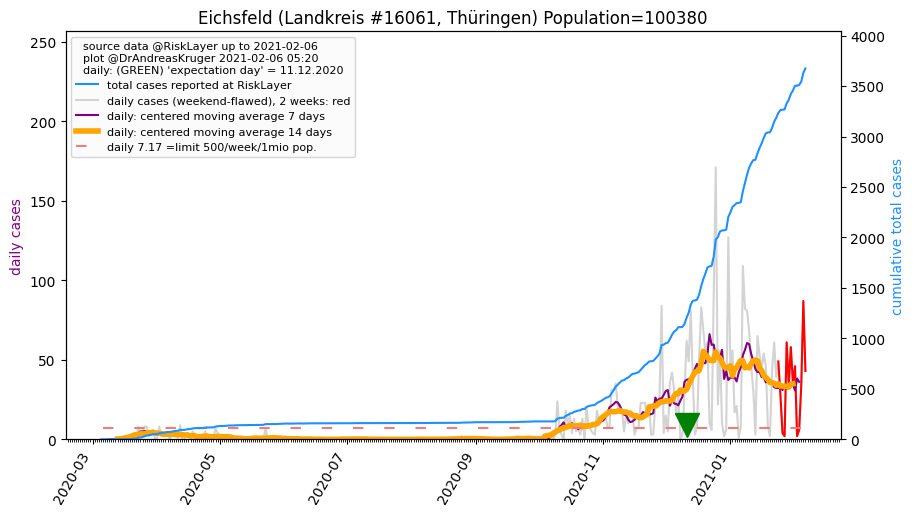 Eichsfeld (Landkreis #16061, Thüringen) Population=100380
source data @RiskLayer up to 2021-02-06
plot @DrAndreasKruger 2021-02-06 05:20
daily: (GREEN) 'expectation day' = 11.12.2020
total cases reported at RiskLayer
daily cases (weekend-flawed), 2 weeks: red
daily: centered moving average 7 days
daily: centered moving average 14 days
daily 7.17 =limit 500/week/1mio pop.
daily cases
250
200
150
100
50
0
cumulative total cases
4000
3500
3000
2500
2000
1500
1000
500
0
2020-03
2020-05
2020-07
2020-09
2020-11
2021-01